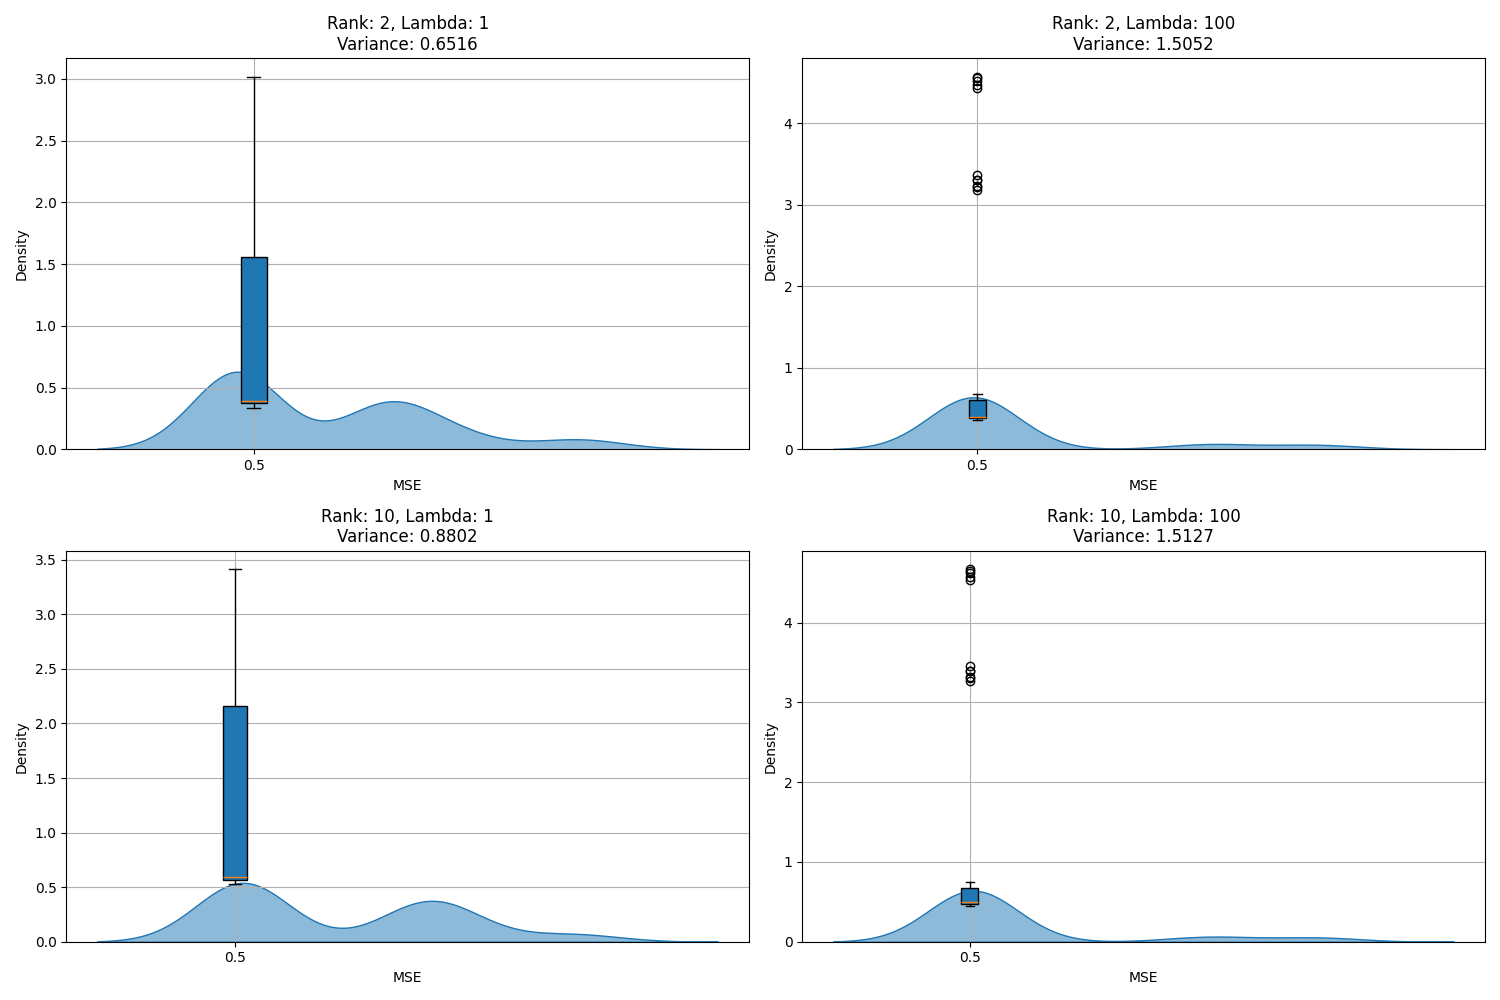 Rank: 2, Lambda: 1
Variance: 0.6516
3.0
2.5
2.0
1.5
1.0
0.5
0.0
Density
0.5
MSE
Rank: 2, Lambda: 100
Variance: 1.5052
4
3
2
1
0
Density
0.5
MSE
Rank: 10, Lambda: 1
Variance: 0.8802
3.5
3.0
2.5
2.0
1.5
1.0
0.5
0.0
Density
0.5
MSE
Rank: 10, Lambda: 100
Variance: 1.5127
4
3
2
1
0
Density
0.5
MSE